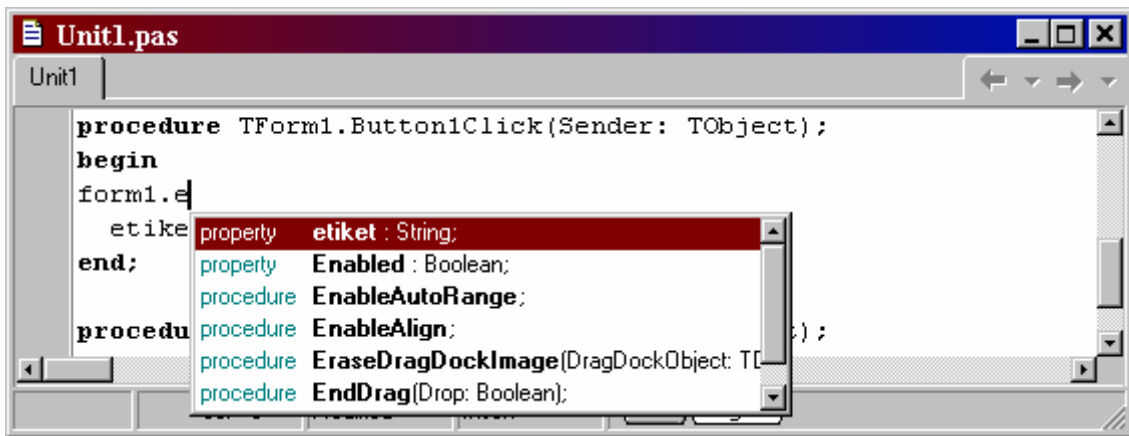 Unit1.pas
Unit1
procedure TForm1.Button1Click(Sender: TObject);
begin
form1.e
etike
property etiket : String;
end;
property Enabled : Boolean;
procedure EnableAutoRange;
procedu
procedure EnableAlign;
);
procedure EraseDragDockImage(DragDockObject: TD
procedure EndDrag(Drop: Boolean);